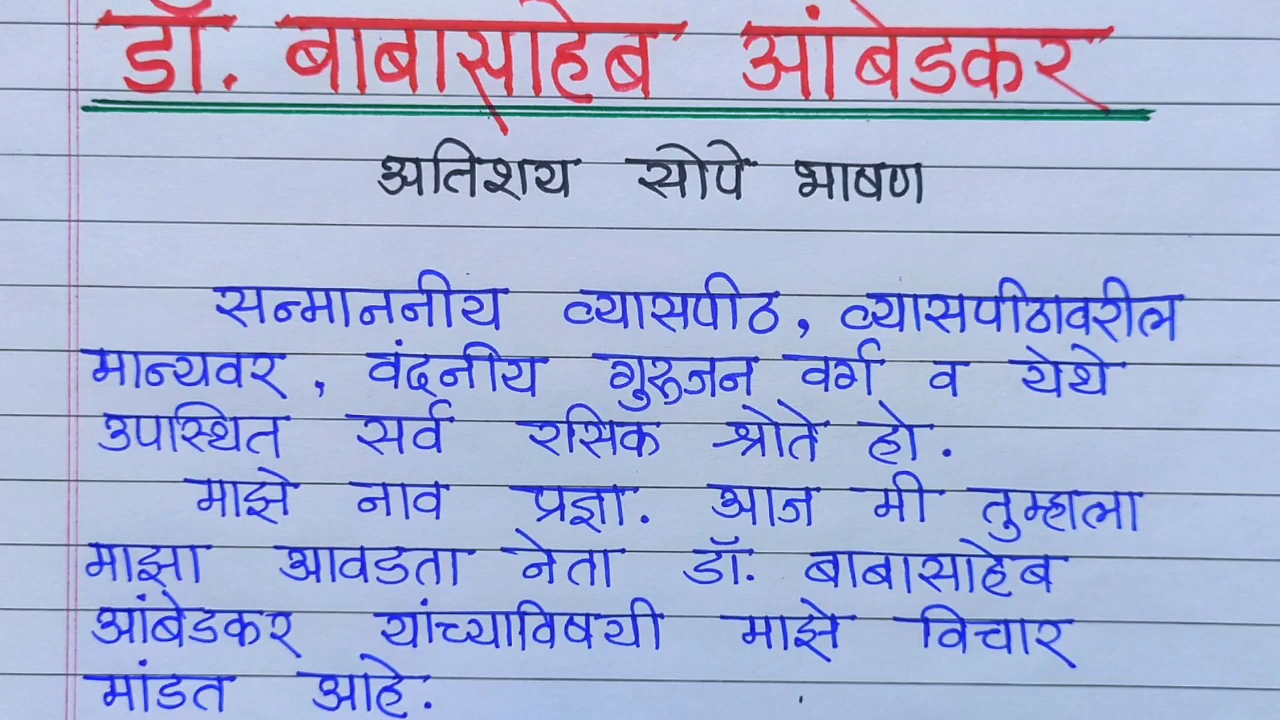 डॉ. बाबासाहेब आंबेडकर
अतिशय सोपे भाषण
सन्माननीय व्यासपीठ, व्यासपीठावरील
मान्यवर, वंदनीय गुरुजन वर्ग व येथे
उपस्थित सर्व रसिक श्रोते हो.
माझे नाव प्रज्ञा. आज मी तुम्हाला
माझा आवडता नेता डॉ. बाबासाहेब
आंबेडकर यांच्याविषयी माझे विचार
मांडत आहे.